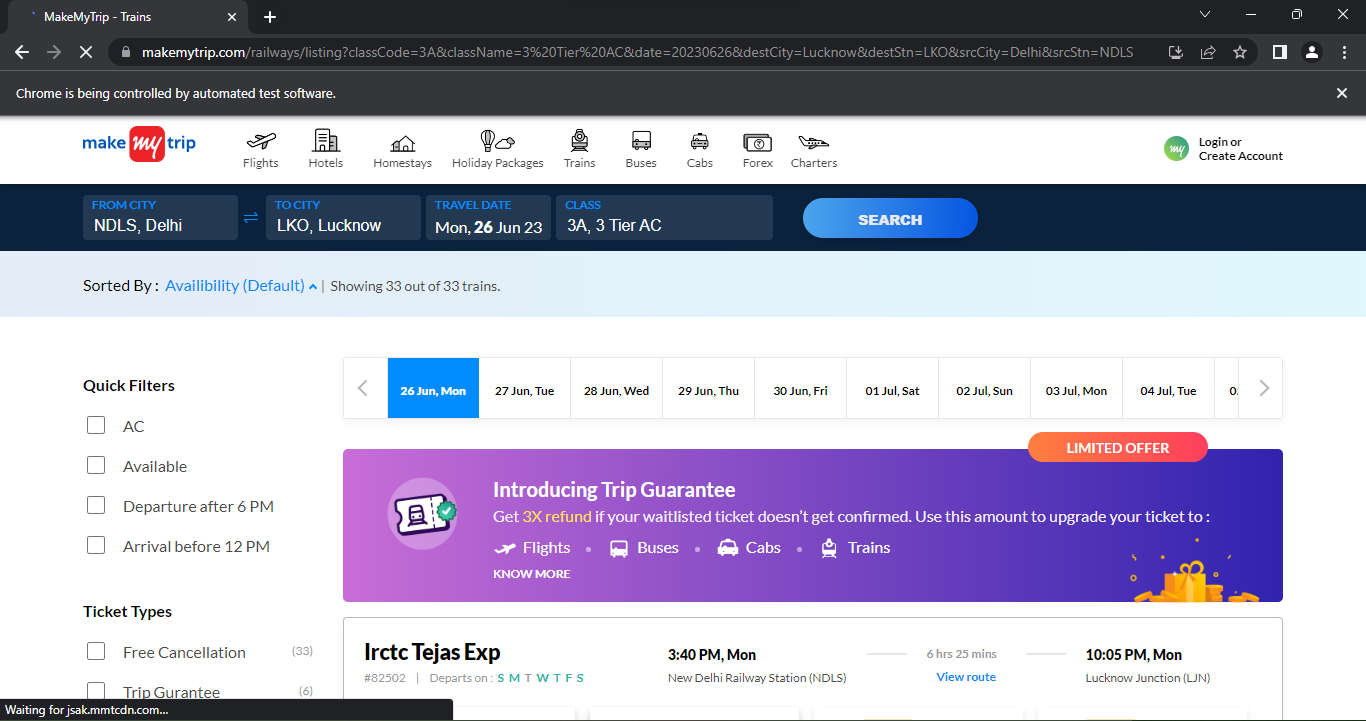 MakeMyTrip - Trains
makemytrip.com/railways/listing?classCode=3A&className=3%20Tier%20AC&date=20230626&destCity=Lucknow&destStn=LKO&srcCity=Delhi&srcStn=NDLS
Chrome is being controlled by automated test software.
make my trip
Flights
Hotels
Homestays
Holiday Packages
Trains
Buses
Cabs
Forex
Charters
my
Login or
Create Account
FROM CITY
NDLS, Delhi
TO CITY
LKO, Lucknow
TRAVEL DATE
Mon, 26 Jun 23
CLASS
3A, 3 Tier AC
SEARCH
Sorted By : Availibility (Default) | Showing 33 out of 33 trains.
Quick Filters
AC
Available
Departure after 6 PM
Arrival before 12 PM
Ticket Types
Free Cancellation (33)
Trip Gurantee (6)
26 Jun, Mon
27 Jun, Tue
28 Jun, Wed
29 Jun, Thu
30 Jun, Fri
01 Jul, Sat
02 Jul, Sun
03 Jul, Mon
04 Jul, Tue
LIMITED OFFER
Introducing Trip Guarantee
Get 3X refund if your waitlisted ticket doesn't get confirmed. Use this amount to upgrade your ticket to :
Flights • Buses • Cabs • Trains
KNOW MORE
Irctc Tejas Exp
#82502 | Departs on : S M T W T F S
3:40 PM, Mon
New Delhi Railway Station (NDLS)
6 hrs 25 mins
View route
10:05 PM, Mon
Lucknow Junction (LJN)
Waiting for jsak.mmtcdn.com...